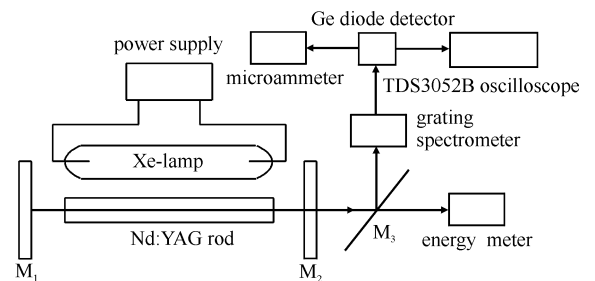 Ge diode detector
power supply
microammeter
TDS3052B oscilloscope
grating
spectrometer
Xe-lamp
Nd:YAG rod
M₃
energy meter
M₁
M₂